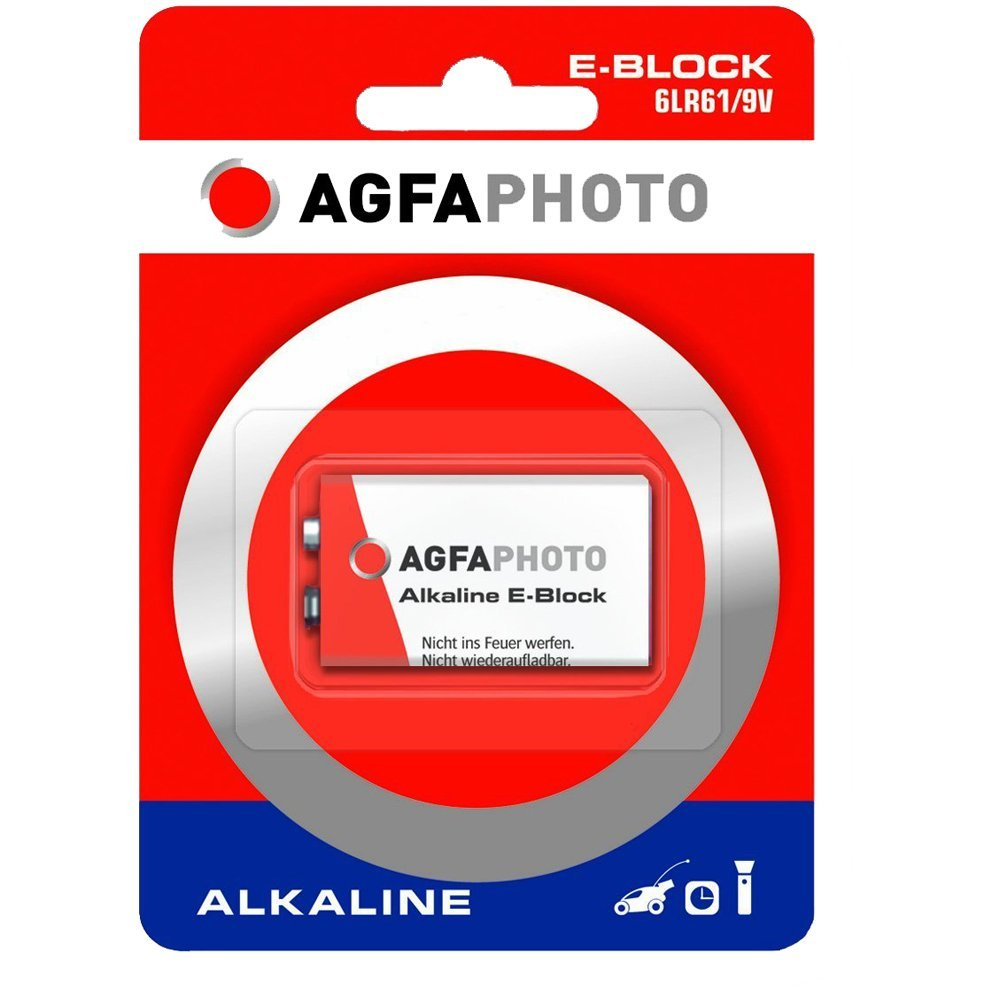 E-BLOCK
6LR61/9V
AGFAPHOTO
AGFAPHOTO
Alkaline E-Block
Nicht ins Feuer werfen.
Nicht wiederaufladbar.
ALKALINE